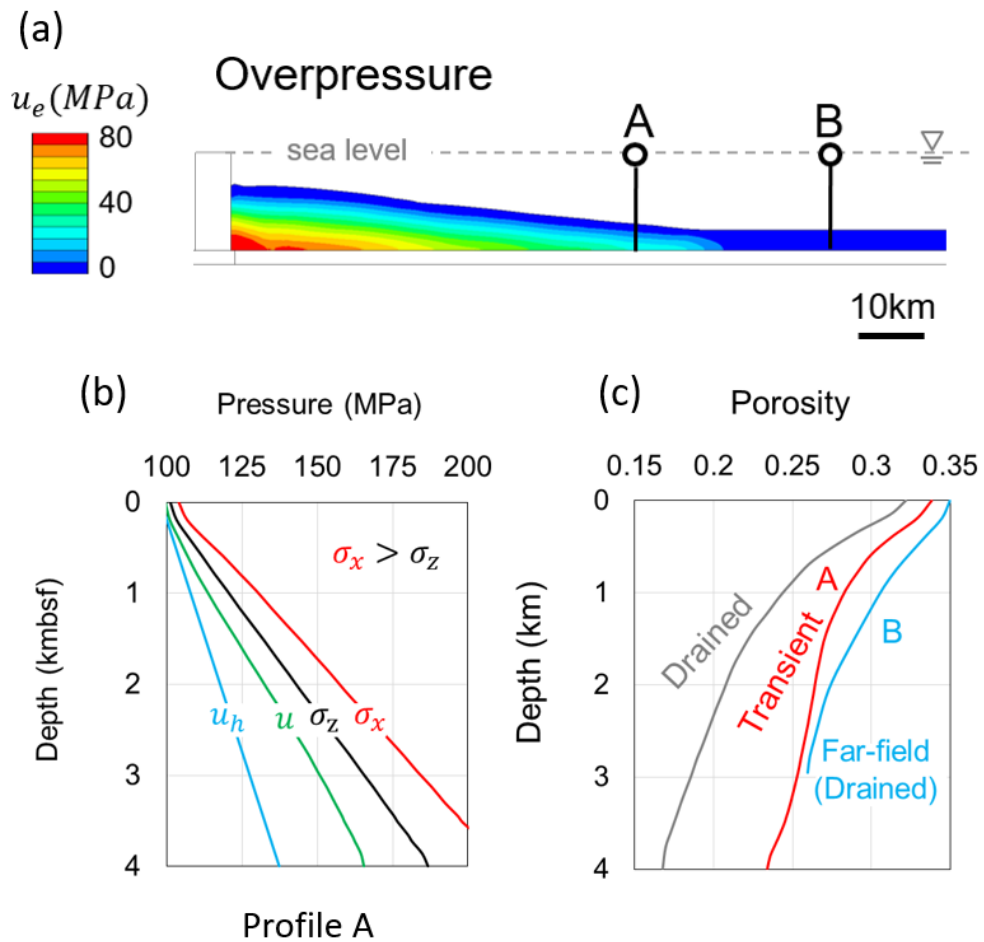 (a)
Overpressure
u_e(MPa)
80
40
0
sea level
A
B
10km
(b)
Pressure (MPa)
100 125 150 175 200
0
1
2
3
4
Depth (kmbsf)
σ_x > σ_z
u_h u σ_z σ_x
Profile A
(c)
Porosity
0.15 0.2 0.25 0.3 0.35
0
1
2
3
4
Depth (km)
Drained
Transient
A
B
Far-field
(Drained)